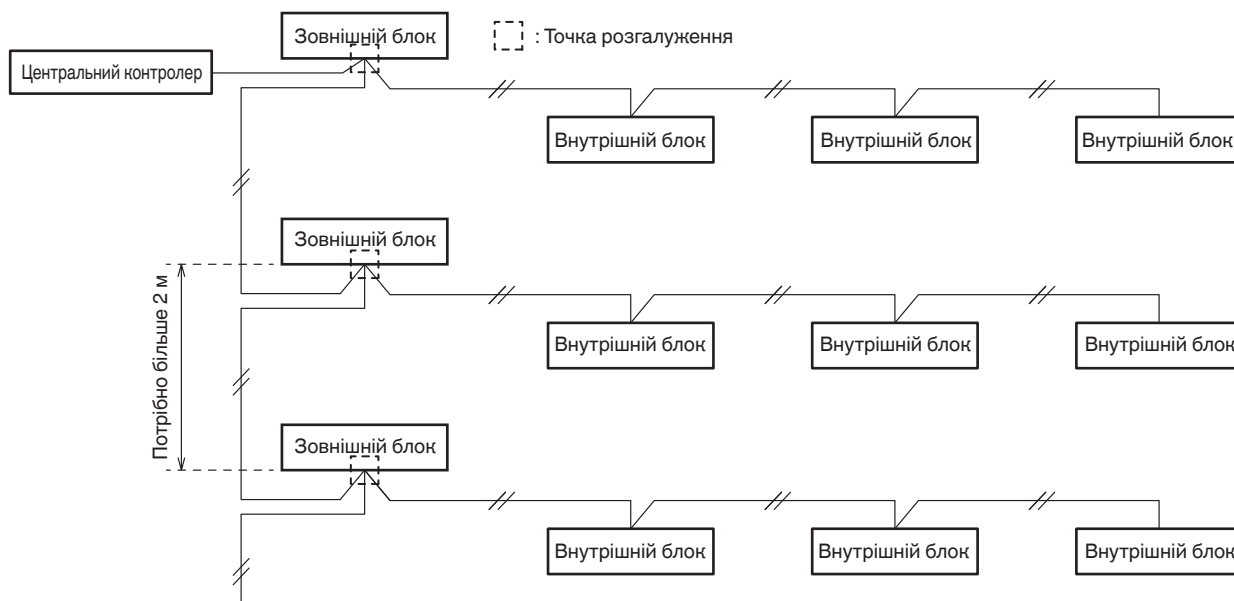 Зовнішній блок
: Точка розгалуження
Центральний контролер
Внутрішній блок
Внутрішній блок
Внутрішній блок
Зовнішній блок
Потрібно більше 2 м
Внутрішній блок
Внутрішній блок
Внутрішній блок
Зовнішній блок
Внутрішній блок
Внутрішній блок
Внутрішній блок